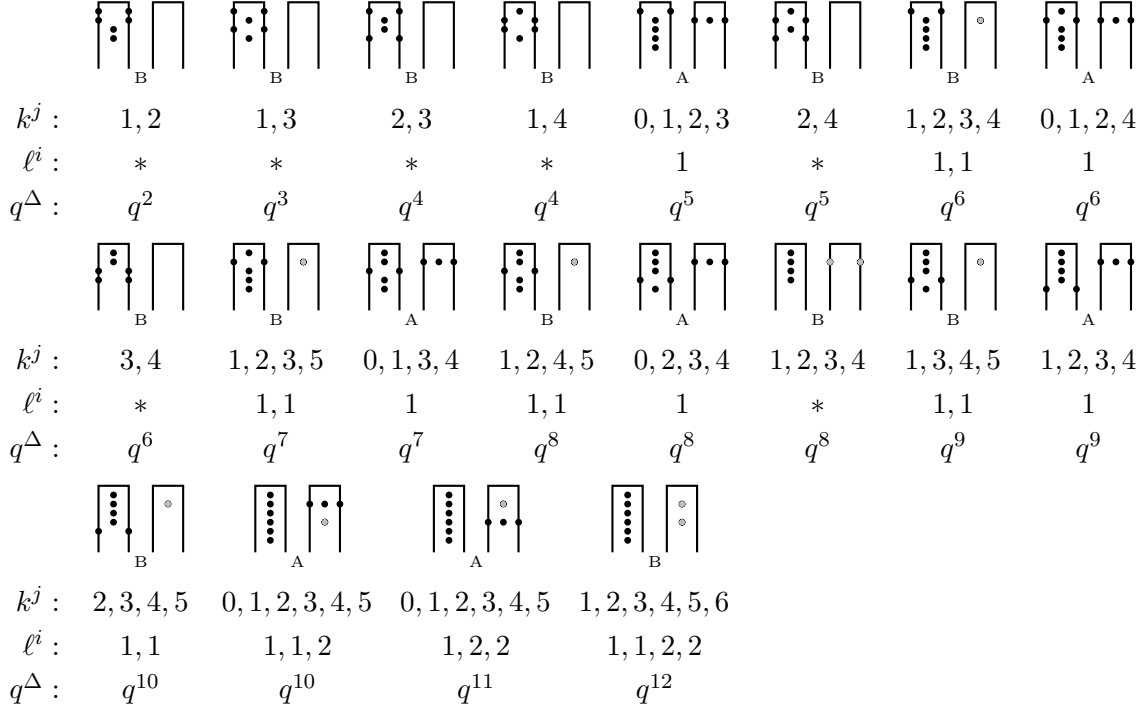 B B B B A B B A
k^j : 1, 2 1, 3 2, 3 1, 4 0, 1, 2, 3 2, 4 1, 2, 3, 4 0, 1, 2, 4
ℓ^i : * * * * 1 * 1, 1 1
q^Δ : q^2 q^3 q^4 q^4 q^5 q^5 q^6 q^6
B B A B A B B A
k^j : 3, 4 1, 2, 3, 5 0, 1, 3, 4 1, 2, 4, 5 0, 2, 3, 4 1, 2, 3, 4 1, 3, 4, 5 1, 2, 3, 4
ℓ^i : * 1, 1 1 1, 1 1 * 1, 1 1
q^Δ : q^6 q^7 q^7 q^8 q^8 q^8 q^9 q^9
B A A B
k^j : 2, 3, 4, 5 0, 1, 2, 3, 4, 5 0, 1, 2, 3, 4, 5 1, 2, 3, 4, 5, 6
ℓ^i : 1, 1 1, 1, 2 1, 2, 2 1, 1, 2, 2
q^Δ : q^10 q^10 q^11 q^12